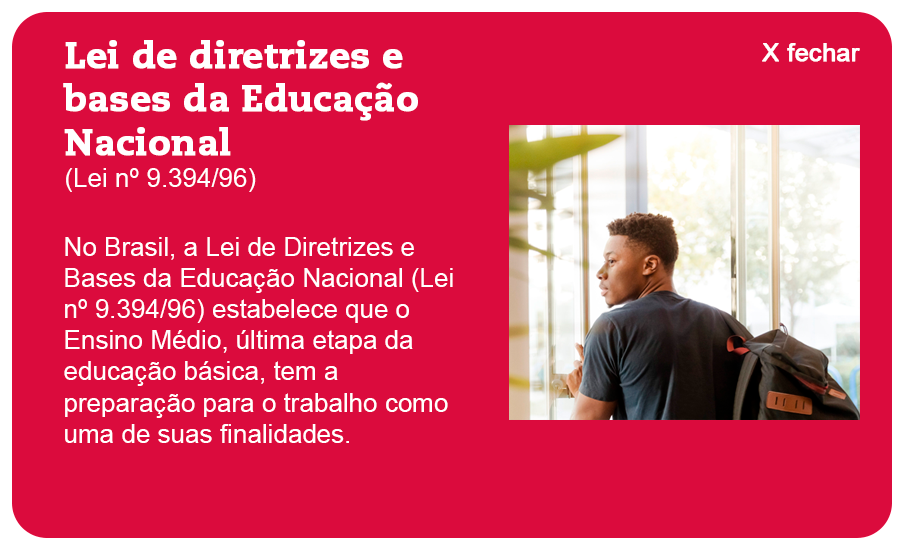 Lei de diretrizes e
bases da Educação
Nacional
(Lei nº 9.394/96)
X fechar
No Brasil, a Lei de Diretrizes e
Bases da Educação Nacional (Lei
nº 9.394/96) estabelece que o
Ensino Médio, última etapa da
educação básica, tem a
preparação para o trabalho como
uma de suas finalidades.